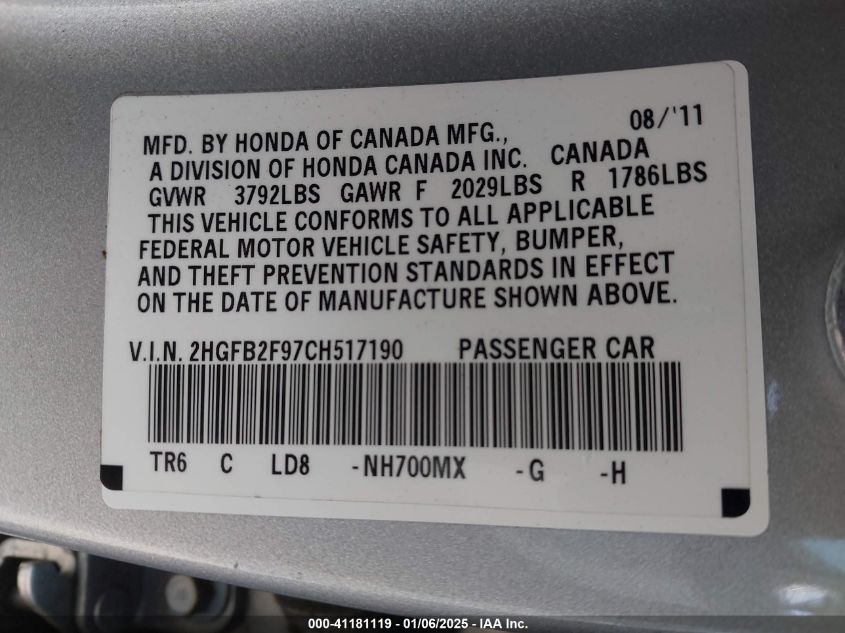 08/'11
MFD. BY HONDA OF CANADA MFG.,
A DIVISION OF HONDA CANADA INC. CANADA
GVWR 3792LBS GAWR F 2029LBS R 1786LBS
THIS VEHICLE CONFORMS TO ALL APPLICABLE
FEDERAL MOTOR VEHICLE SAFETY, BUMPER,
AND THEFT PREVENTION STANDARDS IN EFFECT
ON THE DATE OF MANUFACTURE SHOWN ABOVE.
V.I.N. 2HGFB2F97CH517190 PASSENGER CAR
TR6 C LD8 -NH700MX -G -H
000-41181119 - 01/06/2025 - IAA Inc.